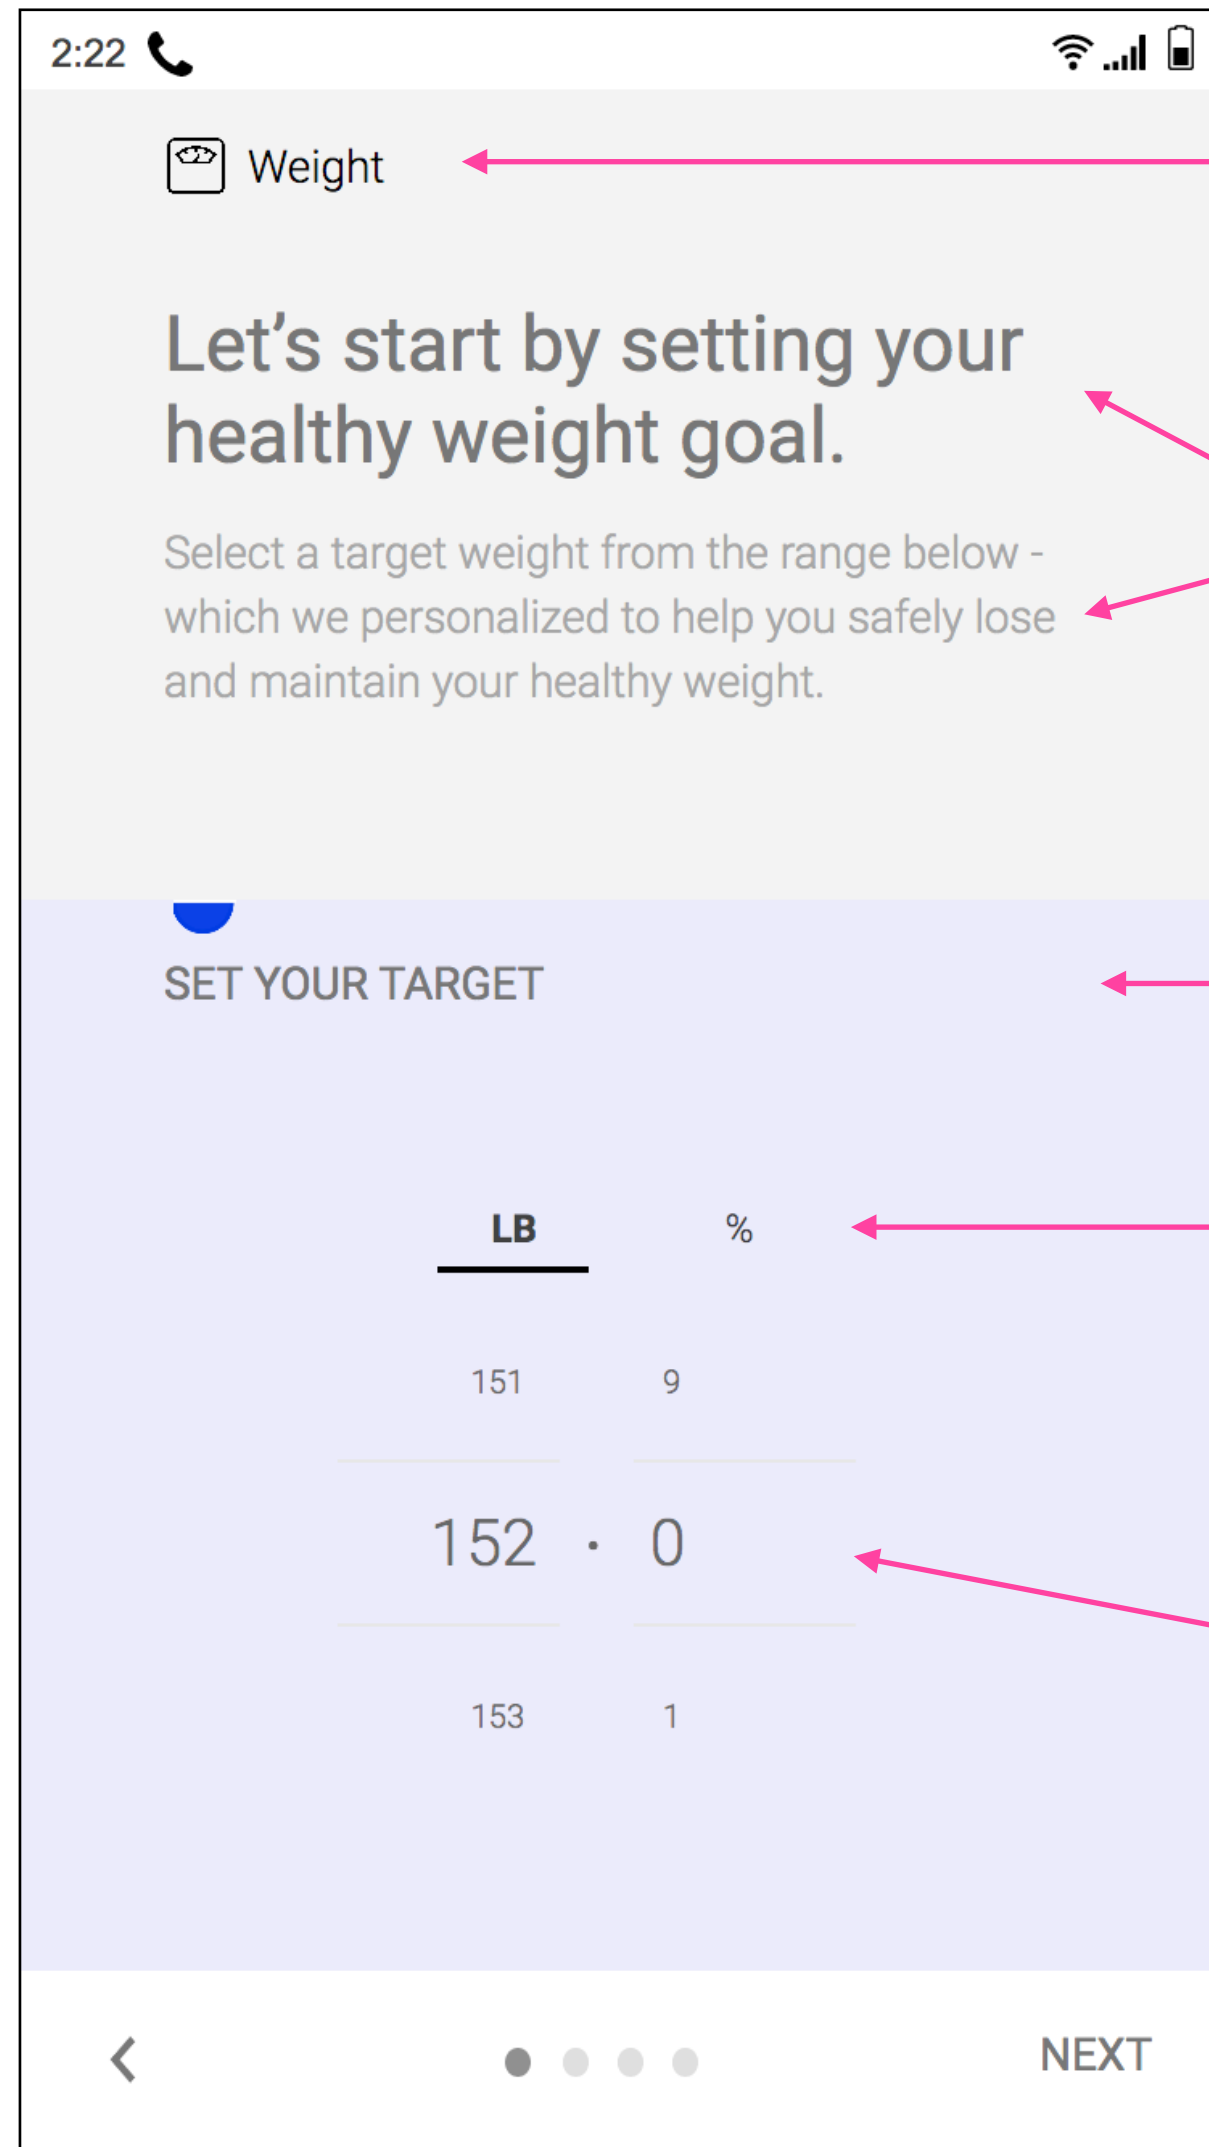 2:22
Weight
Let’s start by setting your
healthy weight goal.
Select a target weight from the range below -
which we personalized to help you safely lose
and maintain your healthy weight.
SET YOUR TARGET
LB %
151 9
152 . 0
153 1
NEXT